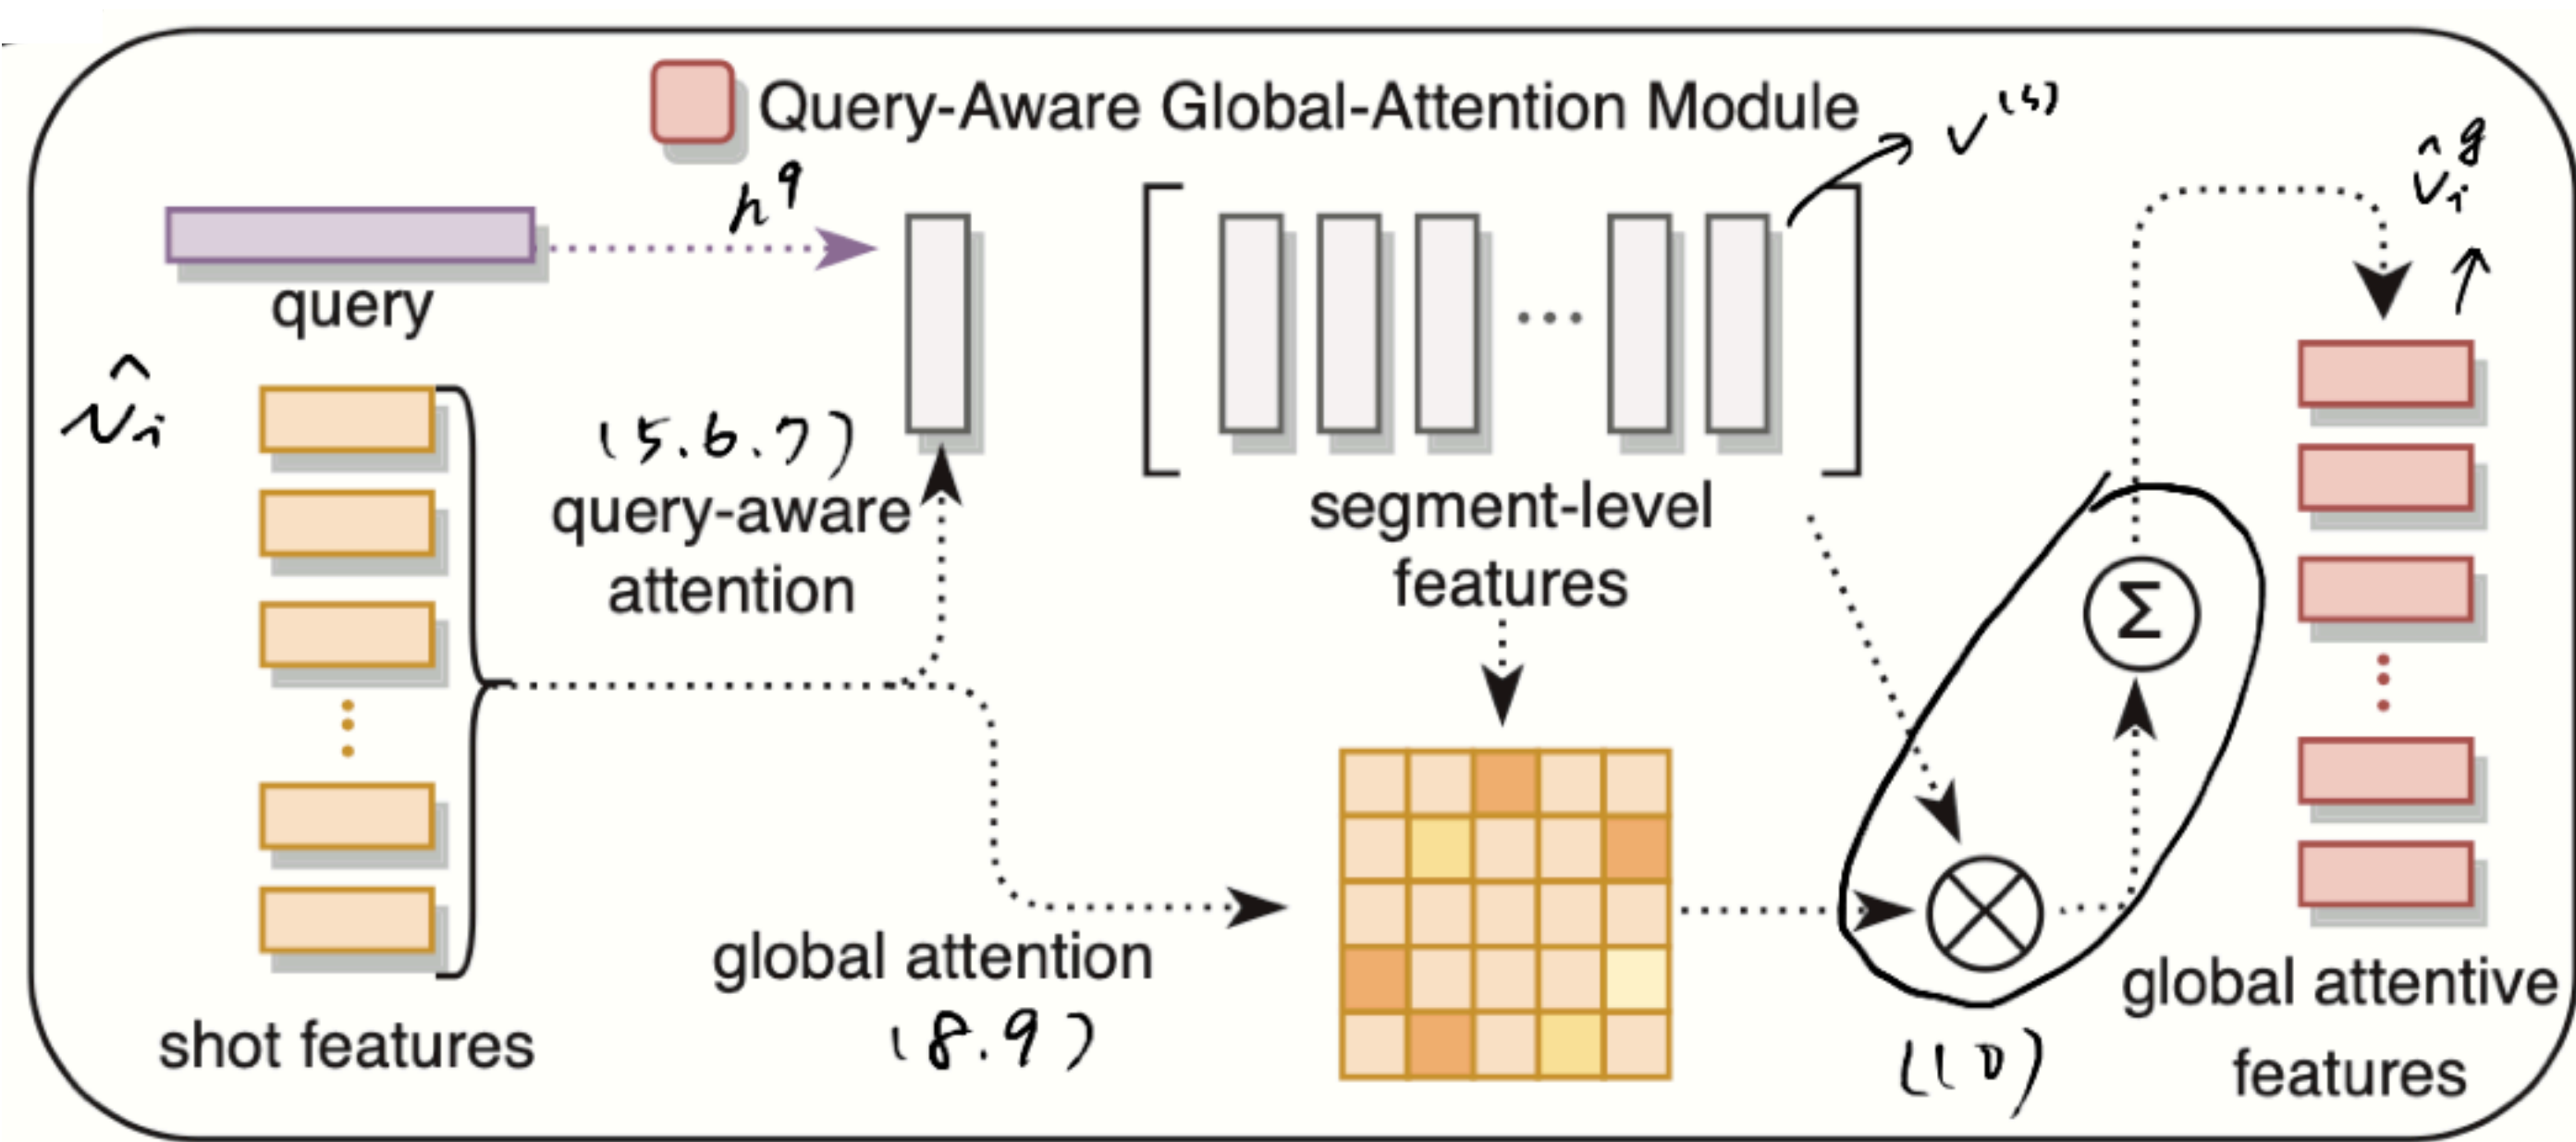 Query-Aware Global-Attention Module
v^(s)
v̂_i^g
h^q
query
v̂_i
(5.6.7)
query-aware
attention
segment-level
features
Σ
global attention
(8.9)
shot features
(10)
global attentive
features